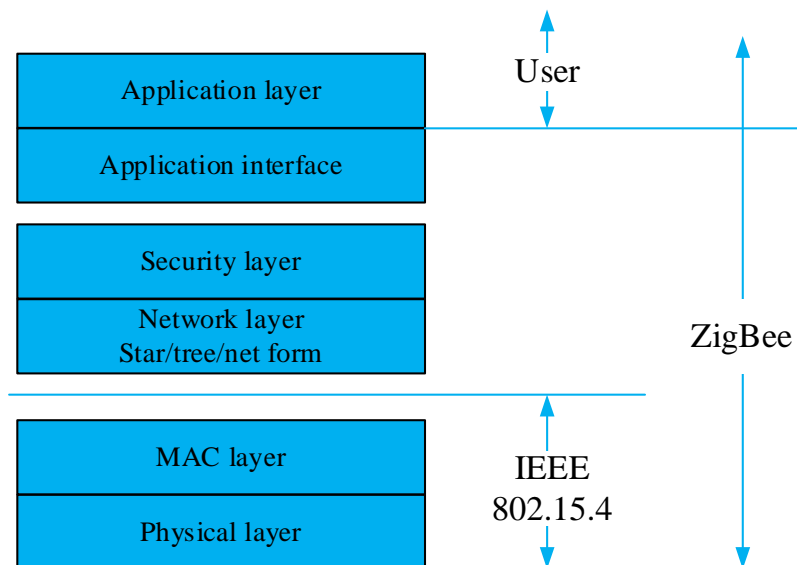 Application layer
Application interface
Security layer
Network layer
Star/tree/net form
MAC layer
Physical layer
User
IEEE
802.15.4
ZigBee